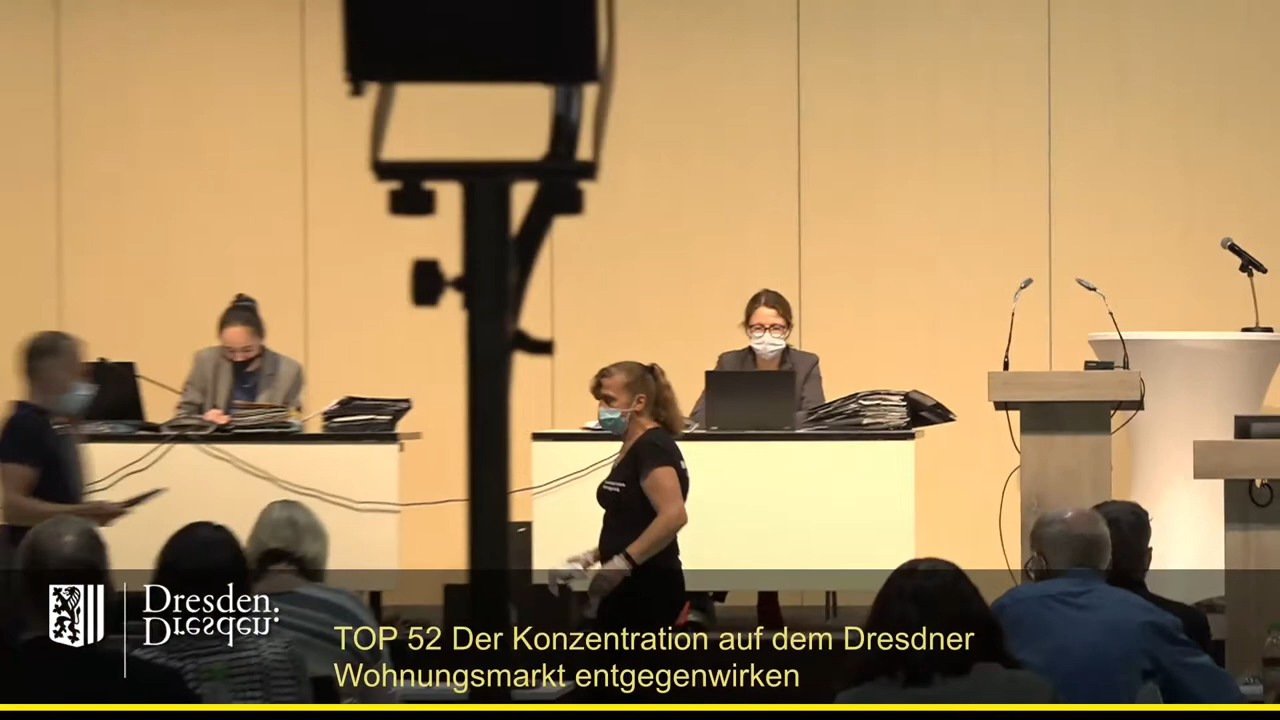 Dresden.
Dresden.
TOP 52 Der Konzentration auf dem Dresdner
Wohnungsmarkt entgegenwirken